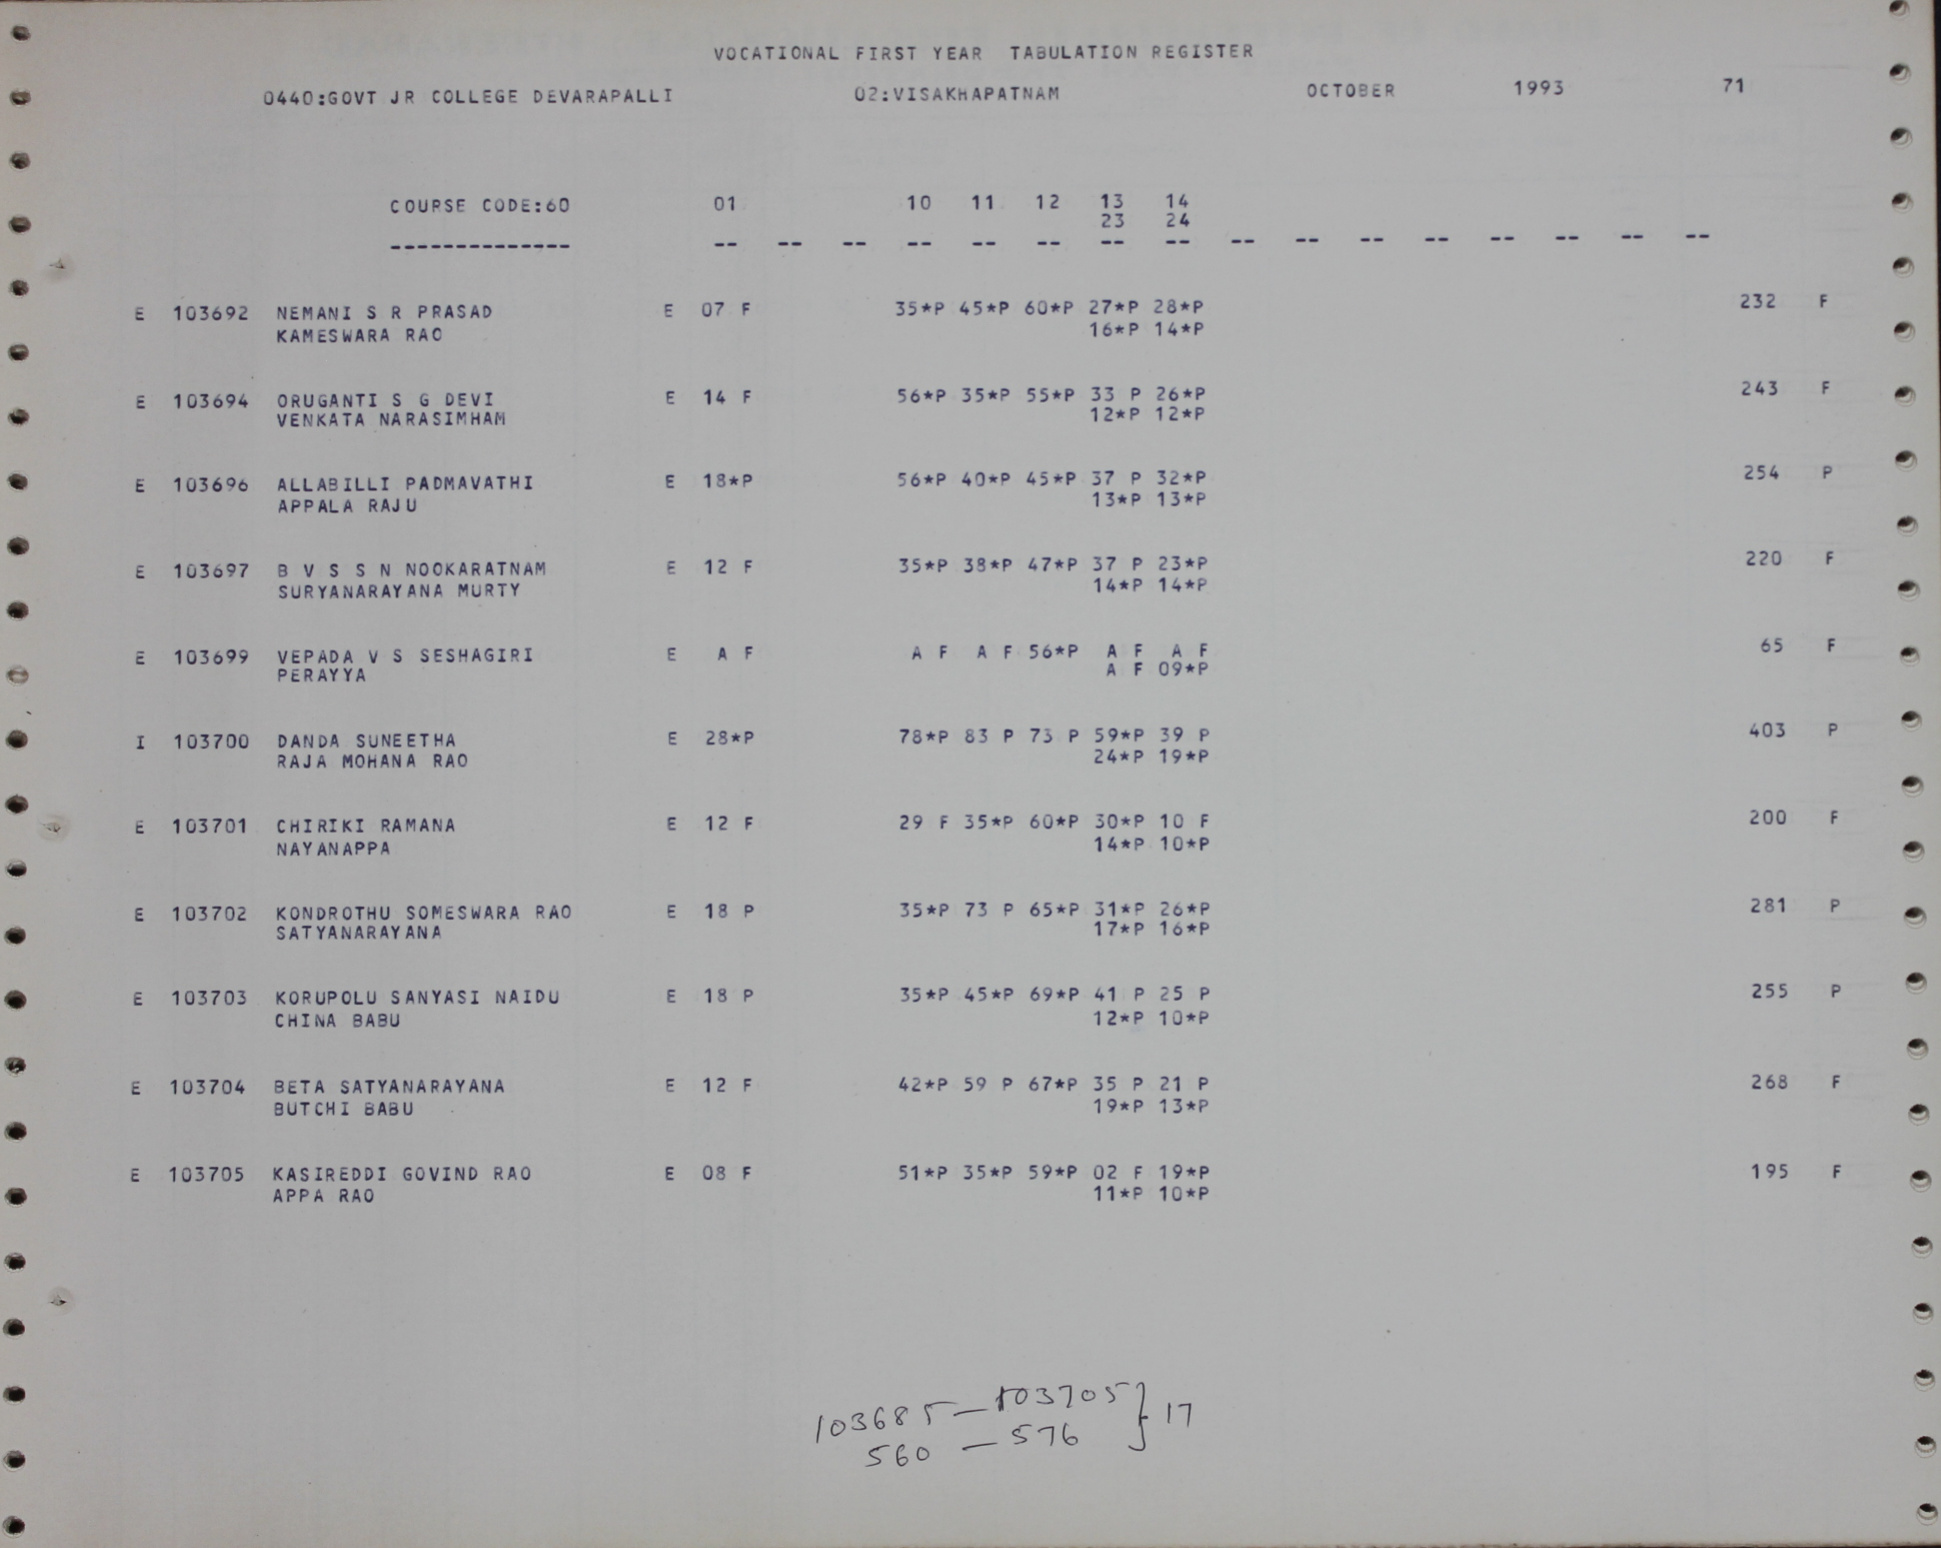 VOCATIONAL FIRST YEAR TABULATION REGISTER
0440:GOVT JR COLLEGE DEVARAPALLI 02:VISAKHAPATNAM OCTOBER 1993 71
COURSE CODE:60 01 10 11 12 13 14
23 24
-------------- -- -- -- -- -- -- -- -- -- -- -- -- -- -- -- --
E 103692 NEMANI S R PRASAD E 07 F 35*P 45*P 60*P 27*P 28*P 232 F
KAMESWARA RAO 16*P 14*P
E 103694 ORUGANTI S G DEVI E 14 F 56*P 35*P 55*P 33 P 26*P 243 F
VENKATA NARASIMHAM 12*P 12*P
E 103696 ALLABILLI PADMAVATHI E 18*P 56*P 40*P 45*P 37 P 32*P 254 P
APPALA RAJU 13*P 13*P
E 103697 B V S S N NOOKARATNAM E 12 F 35*P 38*P 47*P 37 P 23*P 220 F
SURYANARAYANA MURTY 14*P 14*P
E 103699 VEPADA V S SESHAGIRI E A F A F A F 56*P A F A F 65 F
PERAYYA A F 09*P
I 103700 DANDA SUNEETHA E 28*P 78*P 83 P 73 P 59*P 39 P 403 P
RAJA MOHANA RAO 24*P 19*P
E 103701 CHIRIKI RAMANA E 12 F 29 F 35*P 60*P 30*P 10 F 200 F
NAYANAPPA 14*P 10*P
E 103702 KONDROTHU SOMESWARA RAO E 18 P 35*P 73 P 65*P 31*P 26*P 281 P
SATYANARAYANA 17*P 16*P
E 103703 KORUPOLU SANYASI NAIDU E 18 P 35*P 45*P 69*P 41 P 25 P 255 P
CHINA BABU 12*P 10*P
E 103704 BETA SATYANARAYANA E 12 F 42*P 59 P 67*P 35 P 21 P 268 F
BUTCHI BABU 19*P 13*P
E 103705 KASIREDDI GOVIND RAO E 08 F 51*P 35*P 59*P 02 F 19*P 195 F
APPA RAO 11*P 10*P
103685 — 103705 } 17
560 — 576